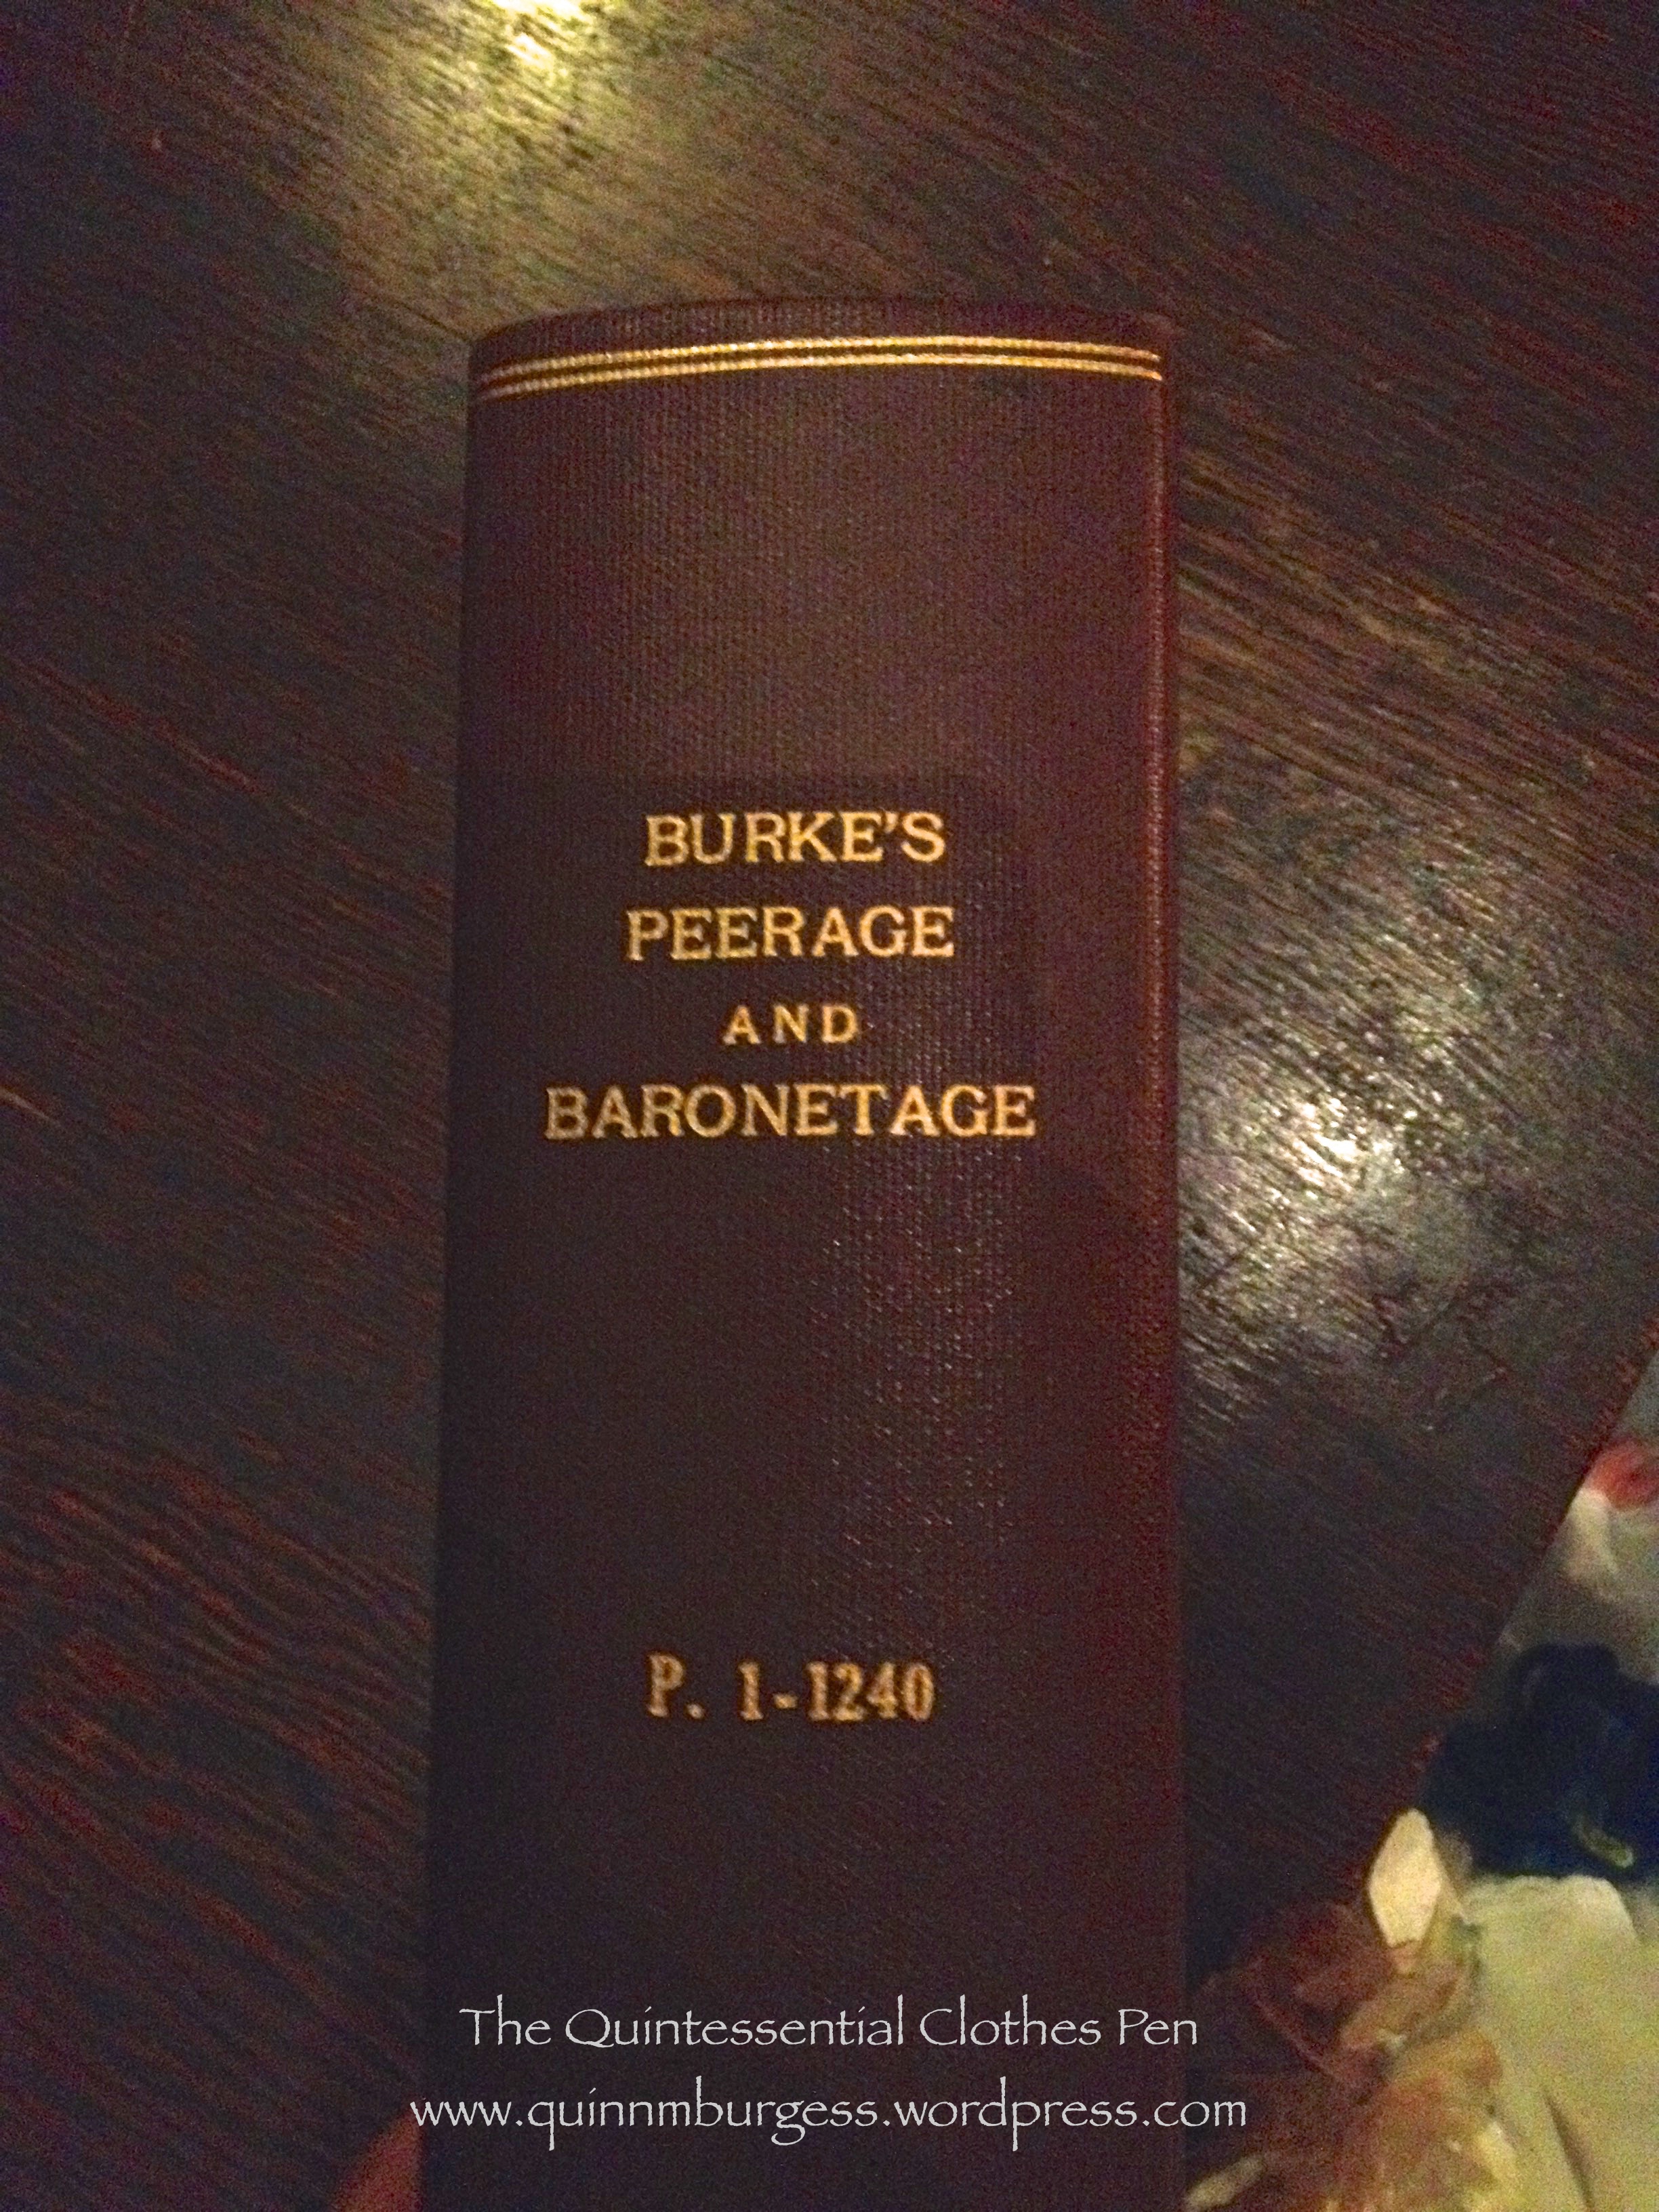 BURKE'S
PEERAGE
AND
BARONETAGE
P. 1-1240
The Quintessential Clothes Pen
www.quinnmburgess.wordpress.com